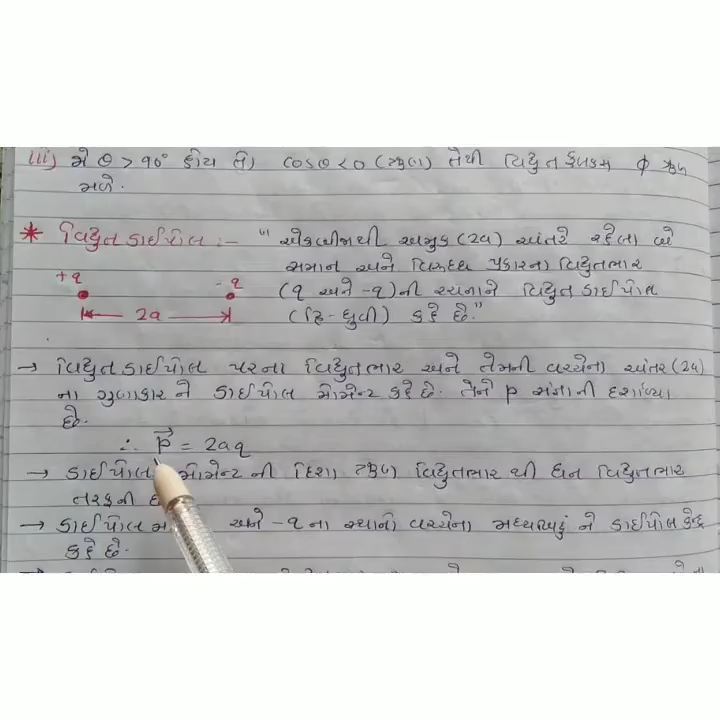 iii) જો θ > 90° હોય તો cosθ<0 (ઋણ) તેથી વિદ્યુત ફ્લક્સ φ ઋણ
મળે.
* વિદ્યુત ડાઈપોલ :- "એકબીજાથી અમુક (2a) અંતરે રહેલા બે
સમાન અને વિરુદ્ધ પ્રકારના વિદ્યુતભાર
+q -q (q અને -q)ની રચનાને વિદ્યુત ડાઈપોલ
2a (દ્વિ-ધ્રુવી) કહે છે."
→ વિદ્યુત ડાઈપોલ પરના વિદ્યુતભાર અને તેમની વચ્ચેના અંતર (2a)
ના ગુણાકાર ને ડાઈપોલ મોમેન્ટ કહે છે. તેને p સંજ્ઞાની દર્શાવ્યા
છે.
∴ p⃗ = 2aq
→ ડાઈપોલ મોમેન્ટ ની દિશા ઋણ વિદ્યુતભાર થી ધન વિદ્યુતભાર
તરફની
→ ડાઈપોલ અને -q ના સ્થાનો વચ્ચેના મધ્યબિંદુ ને ડાઈપોલ કેન્દ્ર
કહે છે.